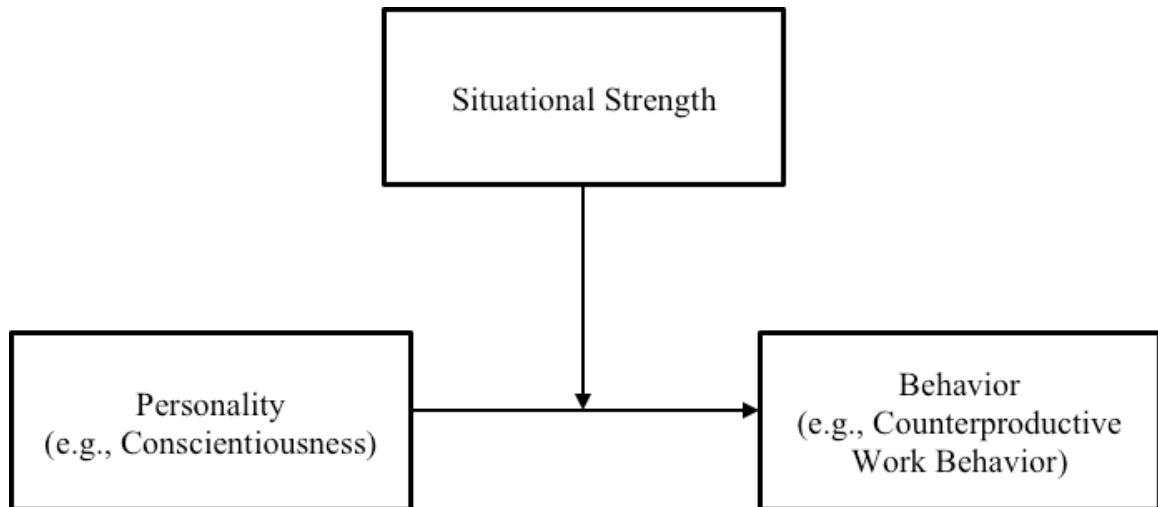 Situational Strength
Personality
(e.g., Conscientiousness)
Behavior
(e.g., Counterproductive
Work Behavior)